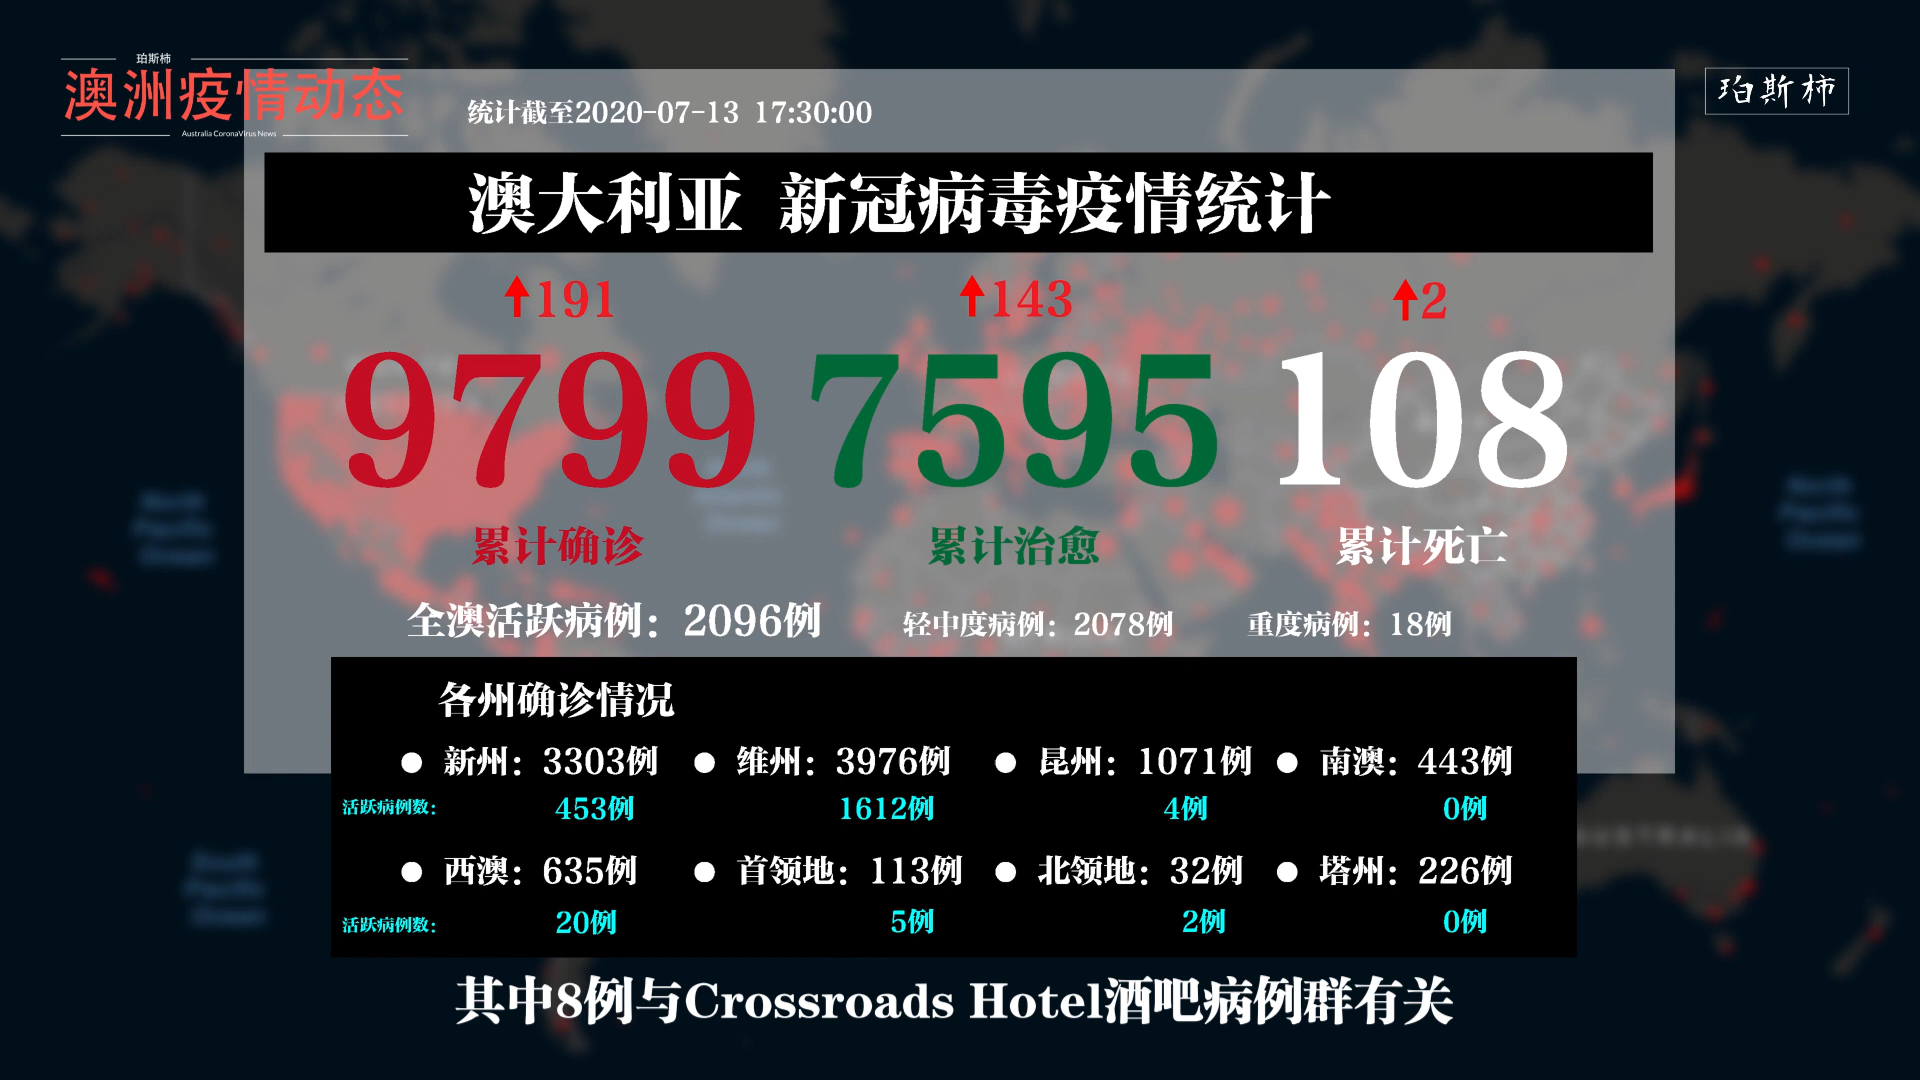 珀斯柿
澳洲疫情动态
Australia CoronaVirus News
统计截至2020-07-13 17:30:00
珀斯柿
澳大利亚 新冠病毒疫情统计
↑191 ↑143 ↑2
9799 7595 108
累计确诊 累计治愈 累计死亡
全澳活跃病例：2096例 轻中度病例：2078例 重度病例：18例
各州确诊情况
● 新州：3303例 ● 维州：3976例 ● 昆州：1071例 ● 南澳：443例
活跃病例数： 453例 1612例 4例 0例
● 西澳：635例 ● 首领地：113例 ● 北领地：32例 ● 塔州：226例
活跃病例数： 20例 5例 2例 0例
其中8例与Crossroads Hotel酒吧病例群有关
North
Pacific
Ocean
North
Pacific
Ocean
South
Pacific
Ocean